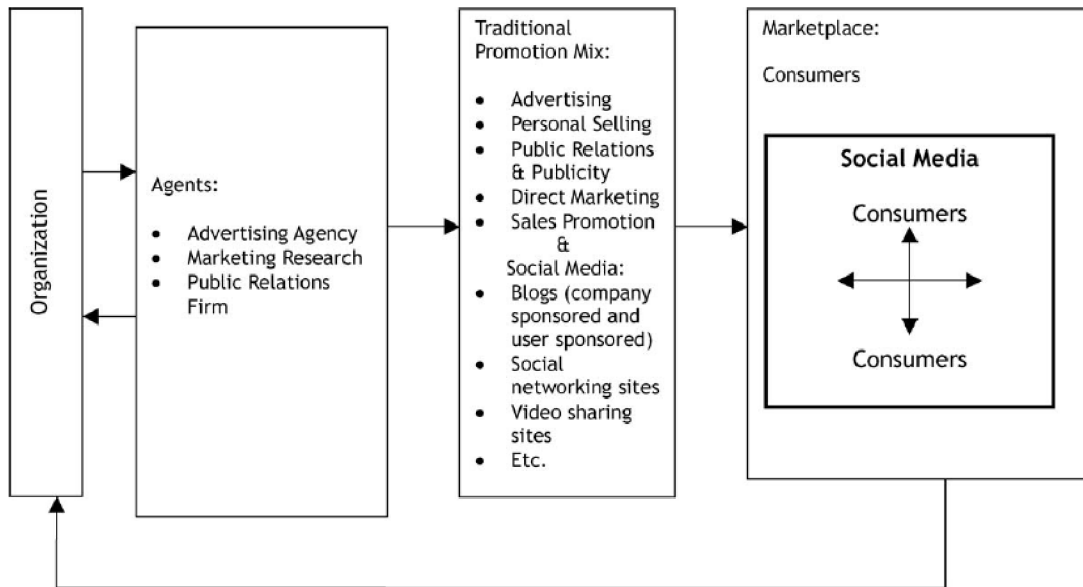 Organization
Agents:
• Advertising Agency
• Marketing Research
• Public Relations
Firm
Traditional
Promotion Mix:
• Advertising
• Personal Selling
• Public Relations
& Publicity
• Direct Marketing
• Sales Promotion
&
Social Media:
• Blogs (company
sponsored and
user sponsored)
• Social
networking sites
• Video sharing
sites
• Etc.
Marketplace:
Consumers
Social Media
Consumers
Consumers